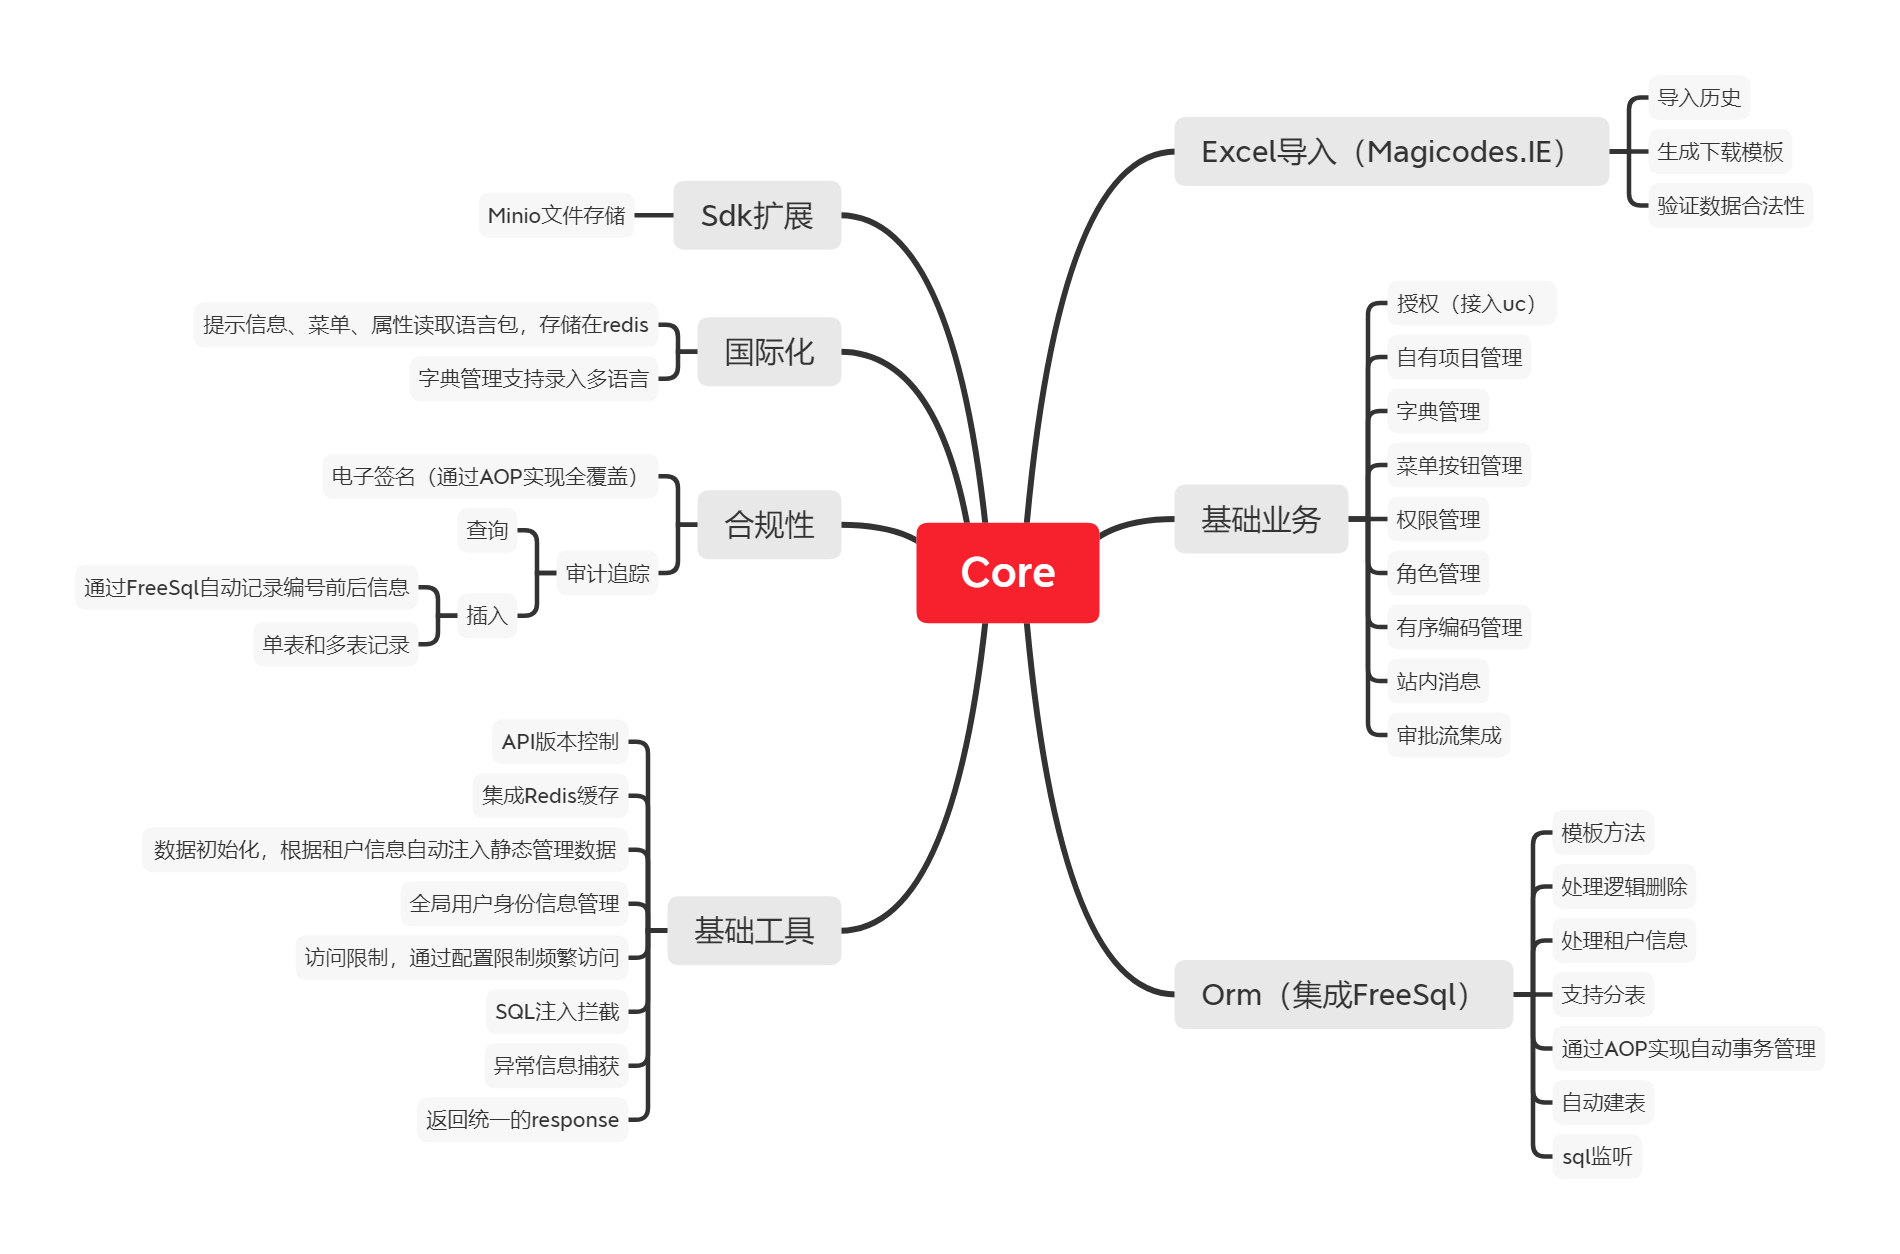 Core
Excel导入（Magicodes.IE）
导入历史
生成下载模板
验证数据合法性
基础业务
授权（接入uc）
自有项目管理
字典管理
菜单按钮管理
权限管理
角色管理
有序编码管理
站内消息
审批流集成
Orm（集成FreeSql）
模板方法
处理逻辑删除
处理租户信息
支持分表
通过AOP实现自动事务管理
自动建表
sql监听
Sdk扩展
Minio文件存储
国际化
提示信息、菜单、属性读取语言包，存储在redis
字典管理支持录入多语言
合规性
电子签名（通过AOP实现全覆盖）
审计追踪
查询
插入
通过FreeSql自动记录编号前后信息
单表和多表记录
基础工具
API版本控制
集成Redis缓存
数据初始化，根据租户信息自动注入静态管理数据
全局用户身份信息管理
访问限制，通过配置限制频繁访问
SQL注入拦截
异常信息捕获
返回统一的response